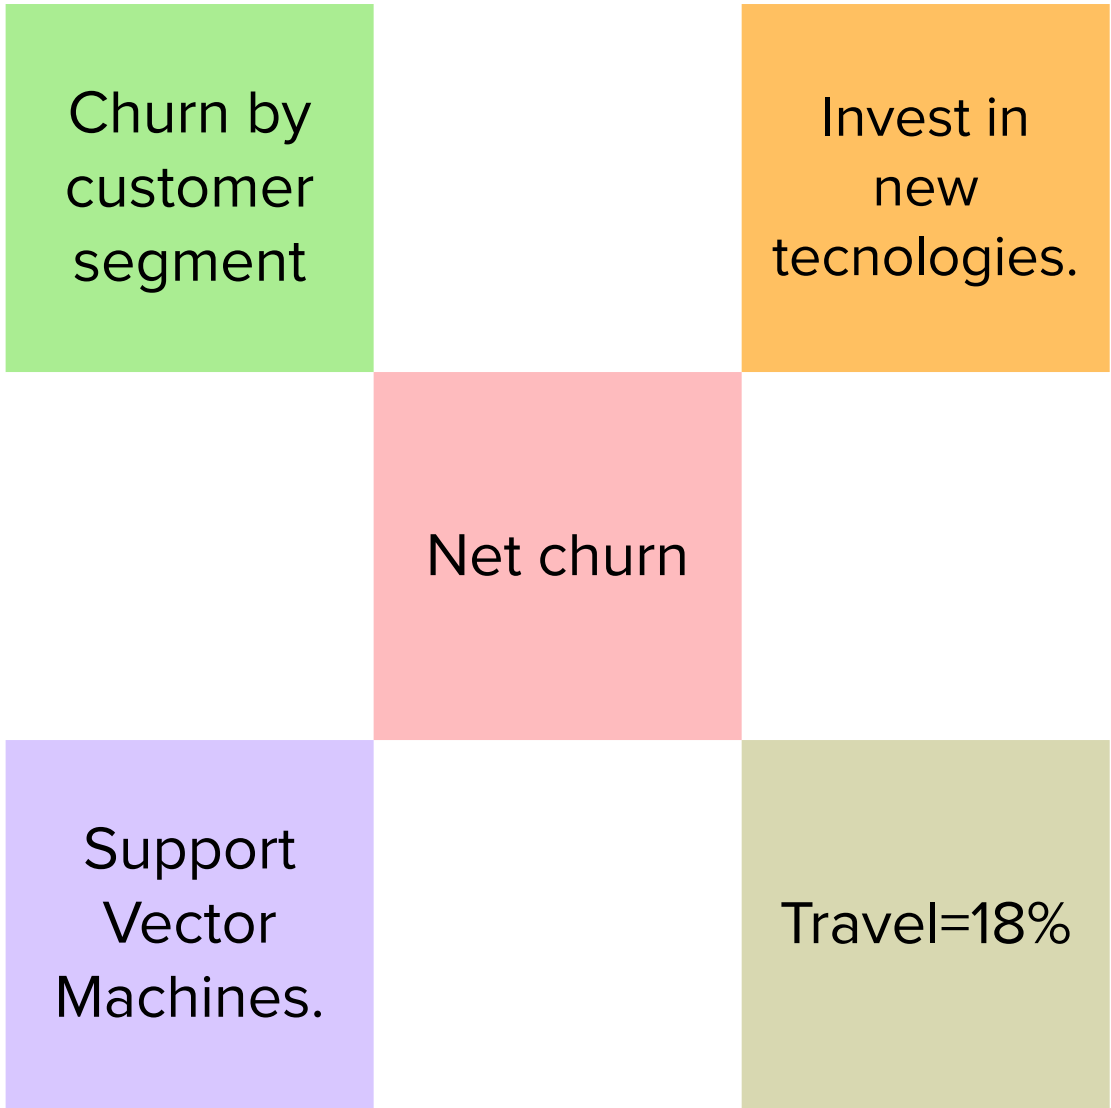 Churn by
customer
segment
Invest in
new
tecnologies.
Net churn
Support
Vector
Machines.
Travel=18%